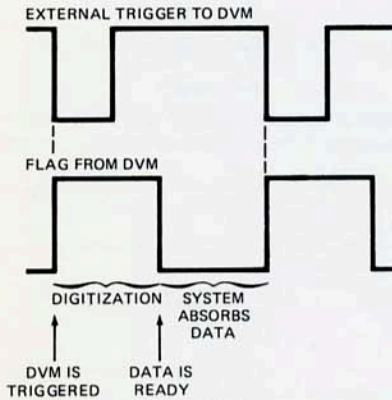 EXTERNAL TRIGGER TO DVM
FLAG FROM DVM
DIGITIZATION
SYSTEM
ABSORBS
DATA
DVM IS
TRIGGERED
DATA IS
READY